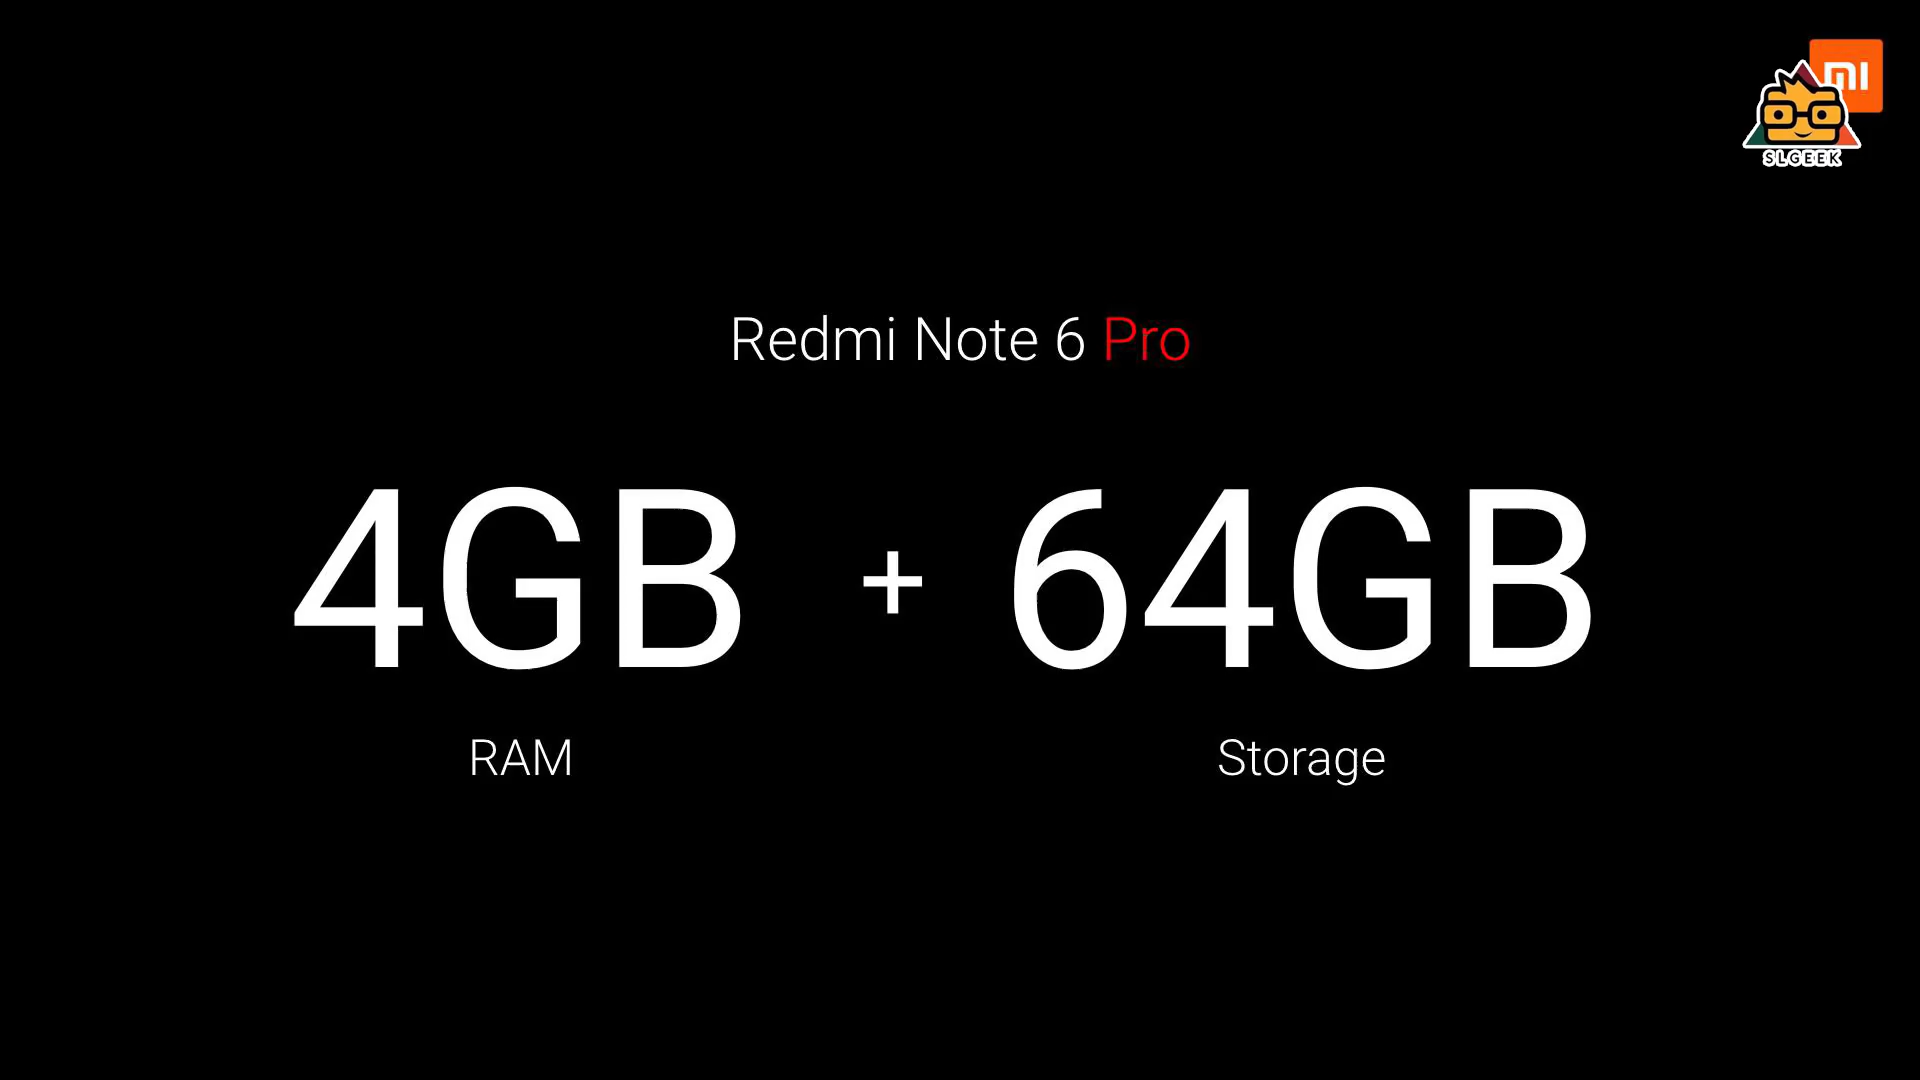 mi
SLGEEK
Redmi Note 6 Pro
4GB + 64GB
RAM Storage